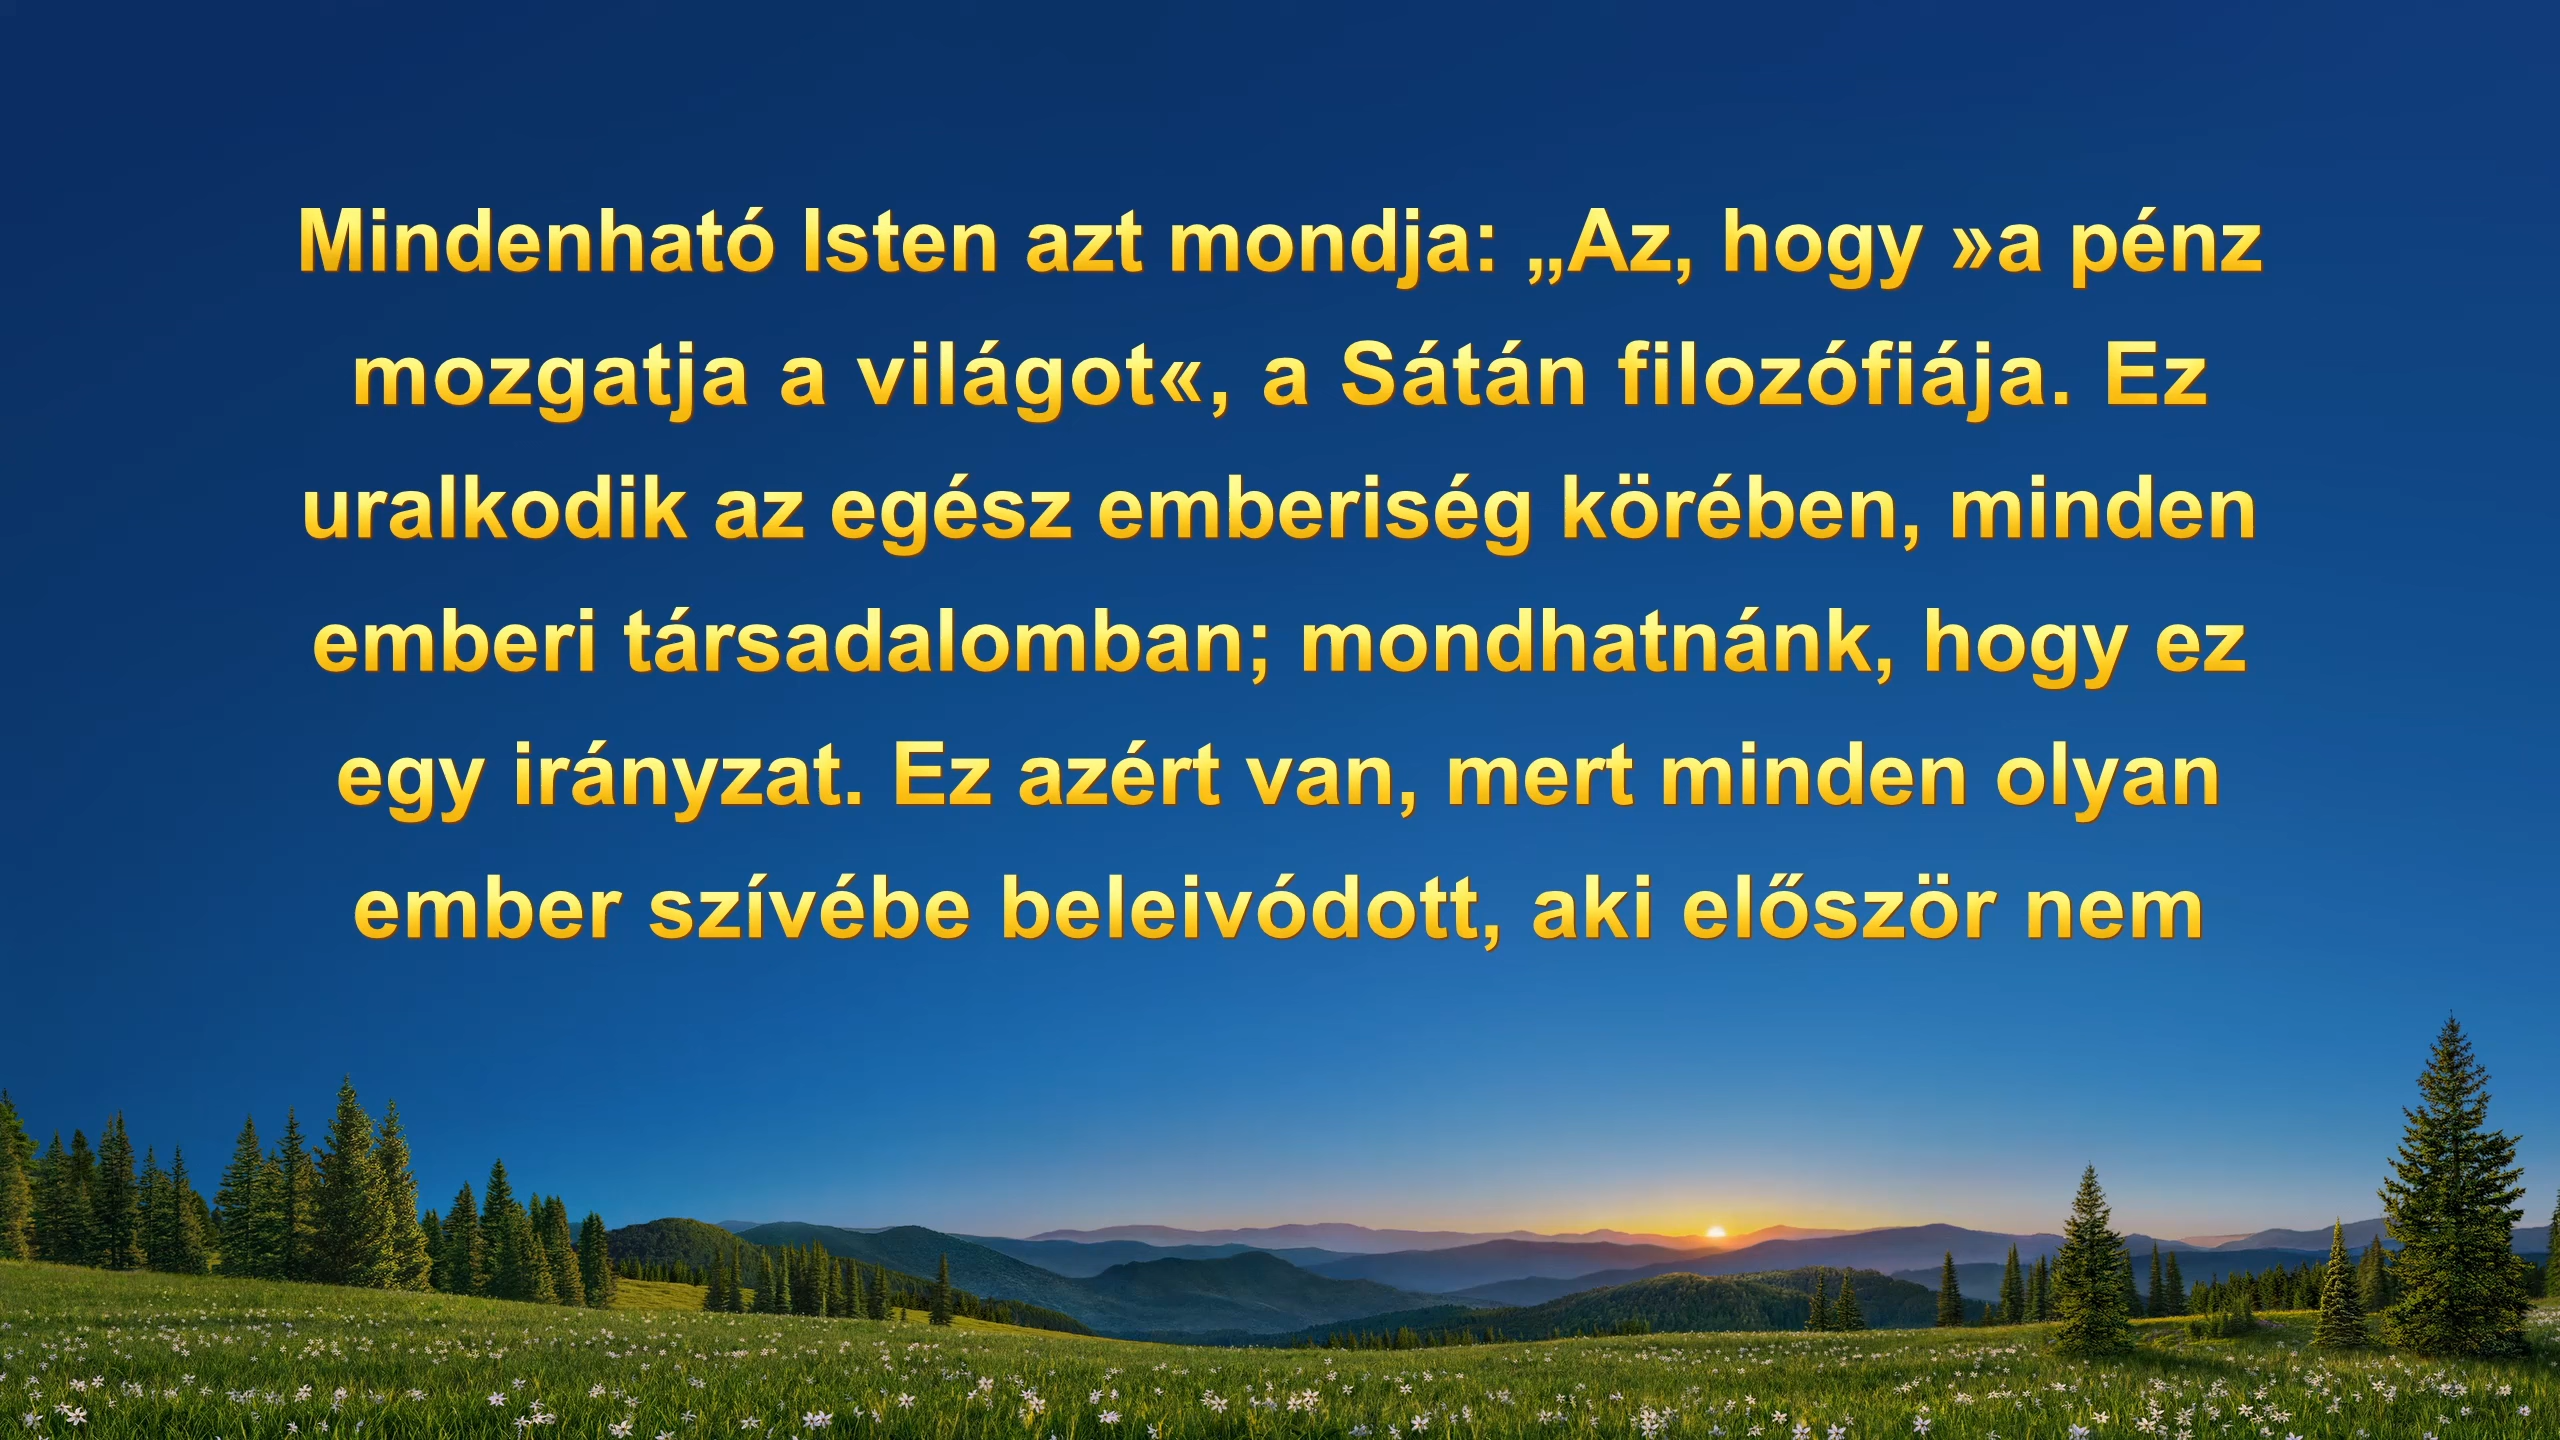 Mindenható Isten azt mondja: „Az, hogy »a pénz
mozgatja a világot«, a Sátán filozófiája. Ez
uralkodik az egész emberiség körében, minden
emberi társadalomban; mondhatnánk, hogy ez
egy irányzat. Ez azért van, mert minden olyan
ember szívébe beleivódott, aki először nem